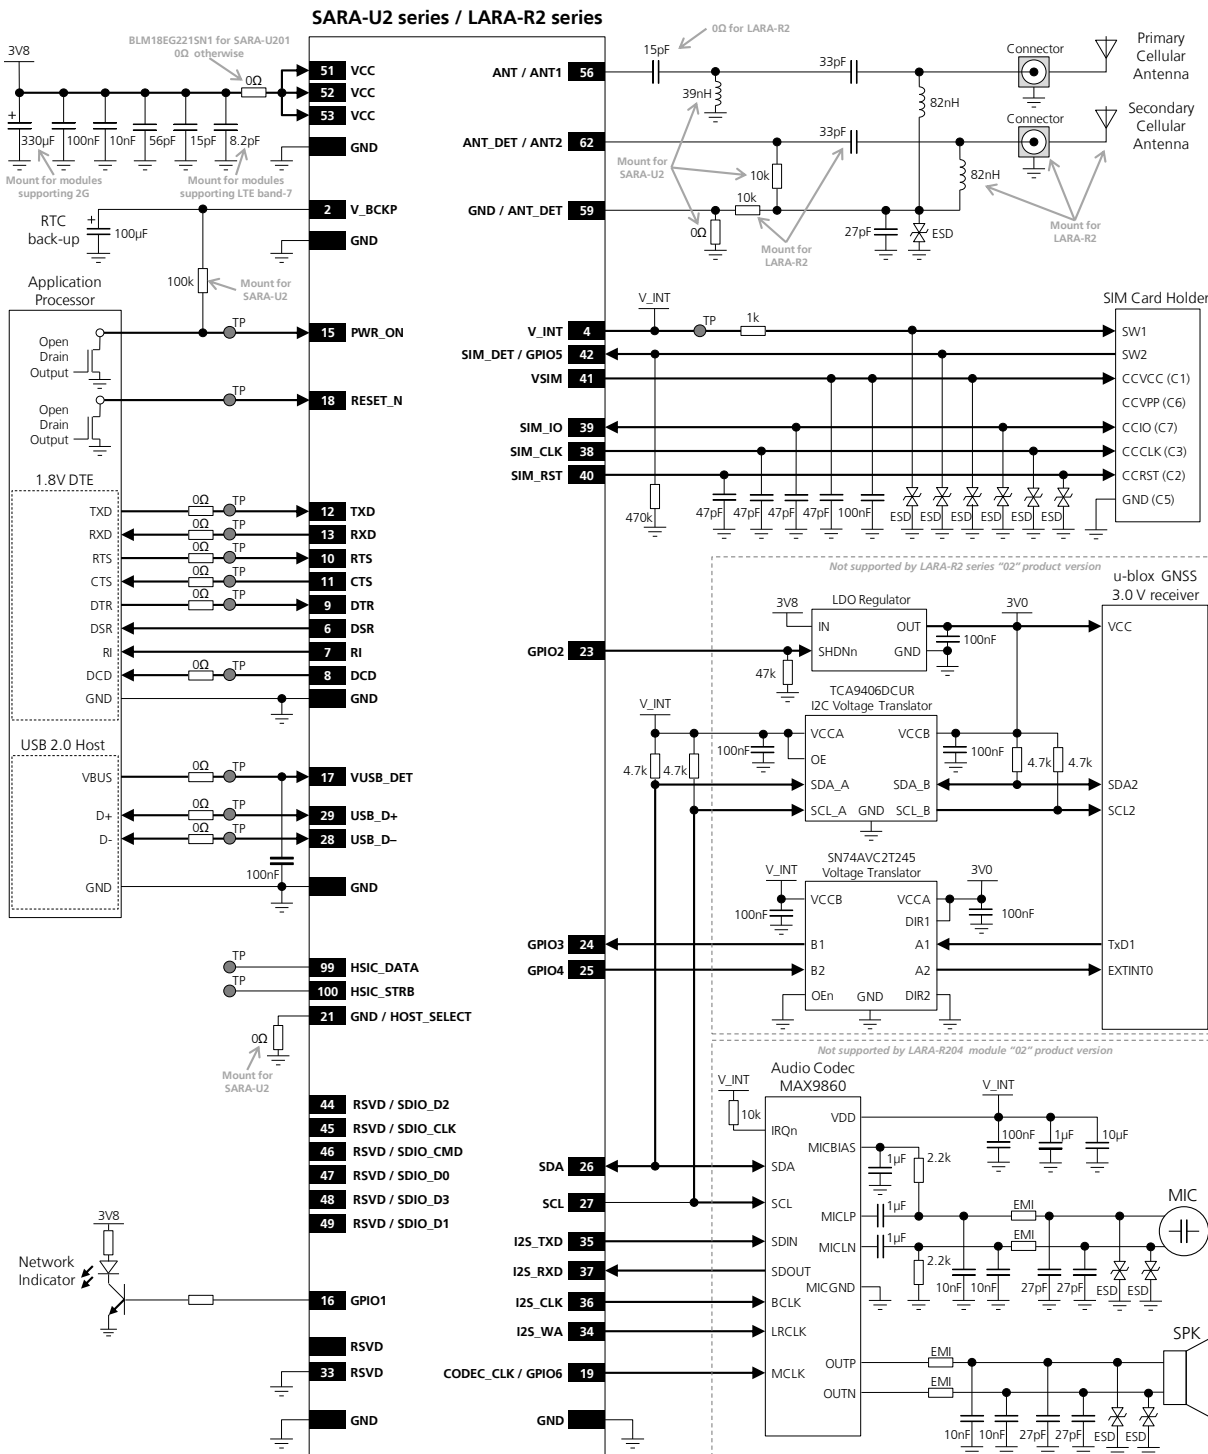 SARA-U2 series / LARA-R2 series
BLM18EG221SN1 for SARA-U201
0Ω otherwise
3V8
0Ω
51 VCC
52 VCC
53 VCC
GND
330µF 100nF 10nF 56pF 15pF 8.2pF
Mount for modules
supporting 2G
Mount for modules
supporting LTE band-7
RTC
back-up
100µF
2 V_BCKP
GND
100k
Mount for
SARA-U2
Application
Processor
Open
Drain
Output
TP
15 PWR_ON
Open
Drain
Output
TP
18 RESET_N
1.8V DTE
TXD 0Ω TP 12 TXD
RXD 0Ω TP 13 RXD
RTS 0Ω TP 10 RTS
CTS 0Ω TP 11 CTS
DTR 0Ω TP 9 DTR
DSR 6 DSR
RI 7 RI
DCD 0Ω TP 8 DCD
GND GND
USB 2.0 Host
VBUS 0Ω TP 17 VUSB_DET
D+ 0Ω TP 29 USB_D+
D- 0Ω TP 28 USB_D–
100nF
GND GND
TP 99 HSIC_DATA
TP 100 HSIC_STRB
21 GND / HOST_SELECT
0Ω
Mount for
SARA-U2
44 RSVD / SDIO_D2
45 RSVD / SDIO_CLK
46 RSVD / SDIO_CMD
47 RSVD / SDIO_D0
48 RSVD / SDIO_D3
49 RSVD / SDIO_D1
3V8
Network
Indicator
16 GPIO1
RSVD
33 RSVD
GND
0Ω for LARA-R2
15pF
ANT / ANT1 56
39nH
33pF
82nH
Connector
Primary
Cellular
Antenna
ANT_DET / ANT2 62
33pF
82nH
Connector
Secondary
Cellular
Antenna
Mount for
SARA-U2
10k
10k
GND / ANT_DET 59
0Ω
Mount for
LARA-R2
27pF ESD
Mount for
LARA-R2
V_INT
TP
1k
SIM Card Holder
V_INT 4 SW1
SIM_DET / GPIO5 42 SW2
VSIM 41 CCVCC (C1)
CCVPP (C6)
SIM_IO 39 CCIO (C7)
SIM_CLK 38 CCCLK (C3)
SIM_RST 40 CCRST (C2)
GND (C5)
470k
47pF 47pF 47pF 47pF 100nF ESD ESD ESD ESD ESD ESD
Not supported by LARA-R2 series “02” product version
u-blox GNSS
3.0 V receiver
3V8
LDO Regulator
3V0
IN OUT VCC
GPIO2 23 SHDNn GND
100nF
47k
TCA9406DCUR
I2C Voltage Translator
V_INT
VCCA VCCB
100nF
OE
100nF
4.7k 4.7k 4.7k 4.7k
SDA_A SDA_B SDA2
SCL_A GND SCL_B SCL2
SN74AVC2T245
Voltage Translator
V_INT
3V0
VCCB VCCA
100nF
DIR1
100nF
GPIO3 24 B1 A1 TxD1
GPIO4 25 B2 A2 EXTINT0
OEn GND DIR2
Not supported by LARA-R204 module “02” product version
Audio Codec
MAX9860
V_INT
10k
IRQn
V_INT
VDD
100nF 1µF 10µF
MICBIAS
1µF 2.2k
SDA 26 SDA
SCL 27 SCL
MICLP 1µF EMI
MIC
I2S_TXD 35 SDIN
MICLN 1µF EMI
2.2k
I2S_RXD 37 SDOUT
MICGND
10nF 10nF 27pF 27pF ESD ESD
I2S_CLK 36 BCLK
I2S_WA 34 LRCLK
SPK
OUTP EMI
CODEC_CLK / GPIO6 19 MCLK
OUTN EMI
GND
10nF 10nF 27pF 27pF ESD ESD